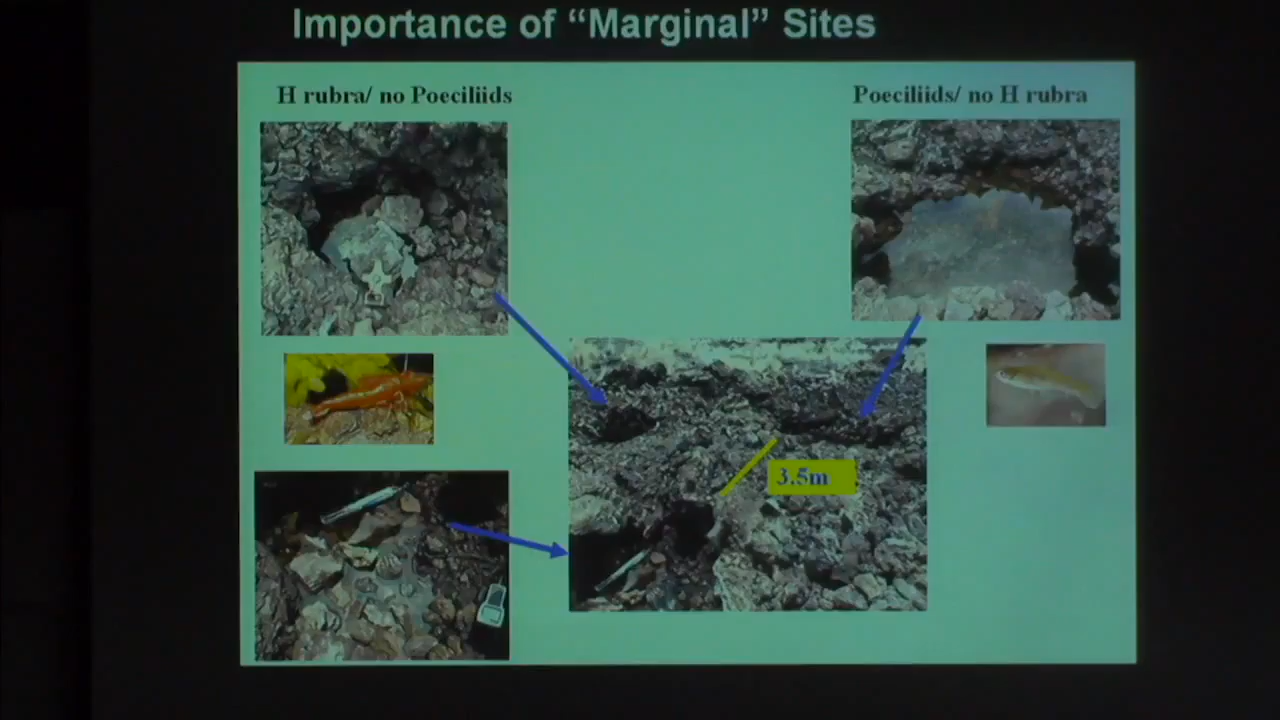 Importance of “Marginal” Sites
H rubra/ no Poeciliids
Poeciliids/ no H rubra
3.5m